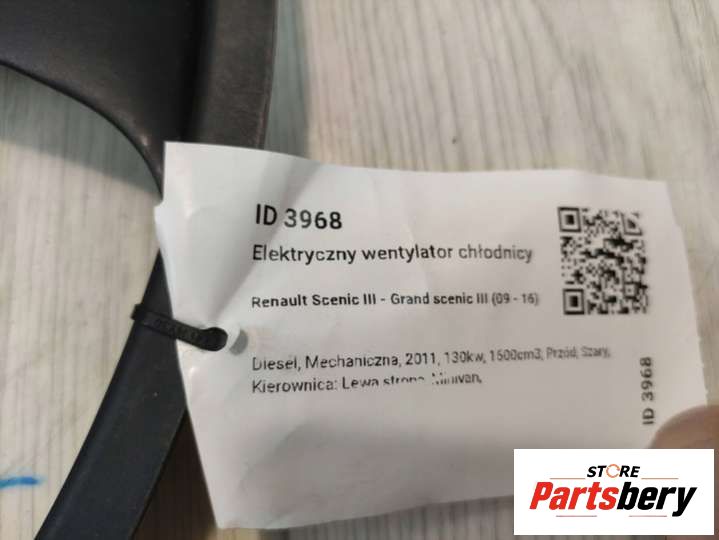 ID 3968
Elektryczny wentylator chłodnicy
Renault Scenic III - Grand scenic III (09 - 16)
Diesel, Mechaniczna, 2011, 130kw, 1600cm3, Przód, Szary,
Kierownica: Lewa strona, Minivan,
ID 3968
STORE
Partsbery